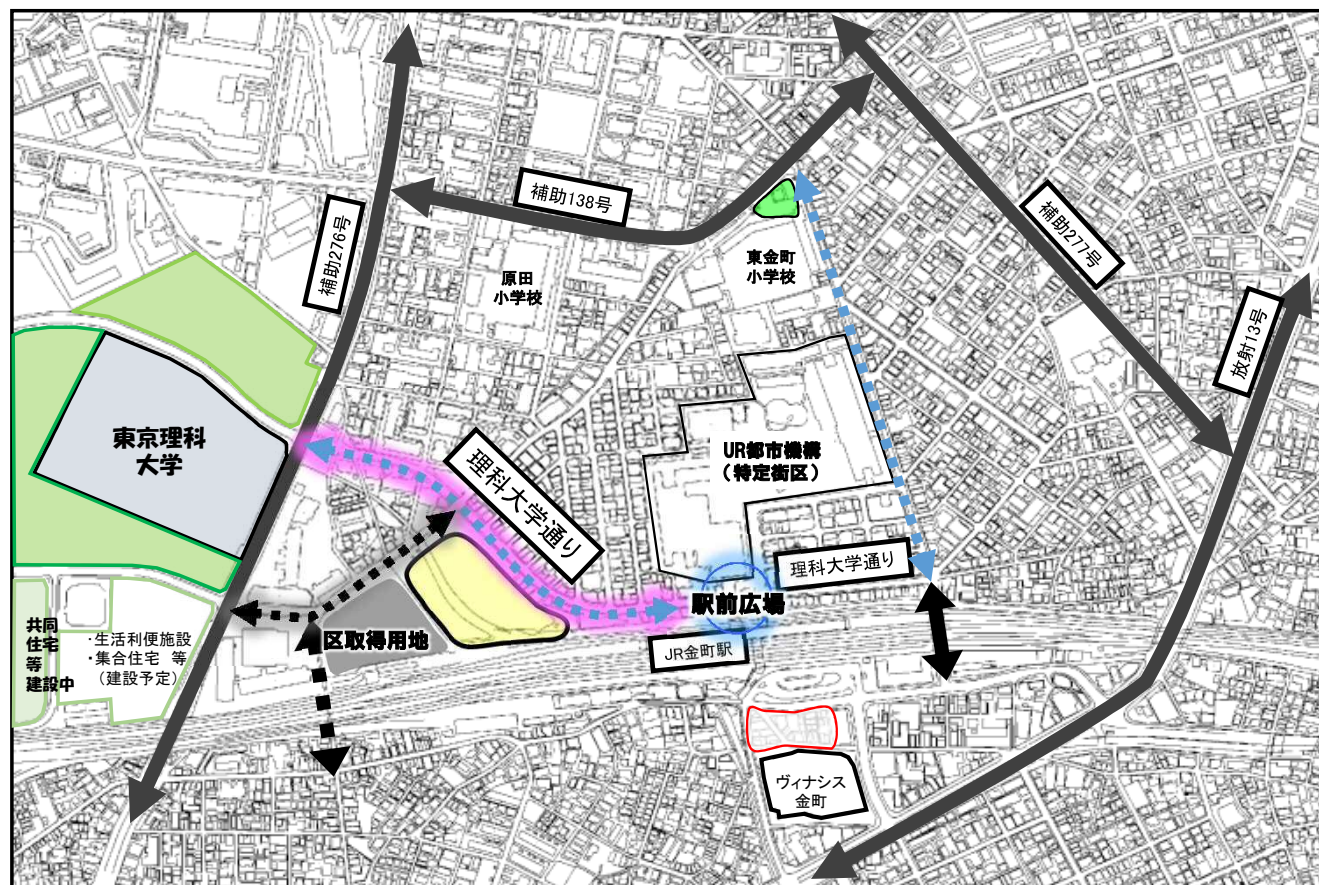 補助138号
補助276号
補助277号
放射13号
東金町
小学校
原田
小学校
東京理科
大学
UR都市機構
(特定街区)
理科大学通り
理科大学通り
駅前広場
JR金町駅
区取得用地
共同
住宅
等
建設中
・生活利便施設
・集合住宅 等
(建設予定)
ヴィナシス
金町